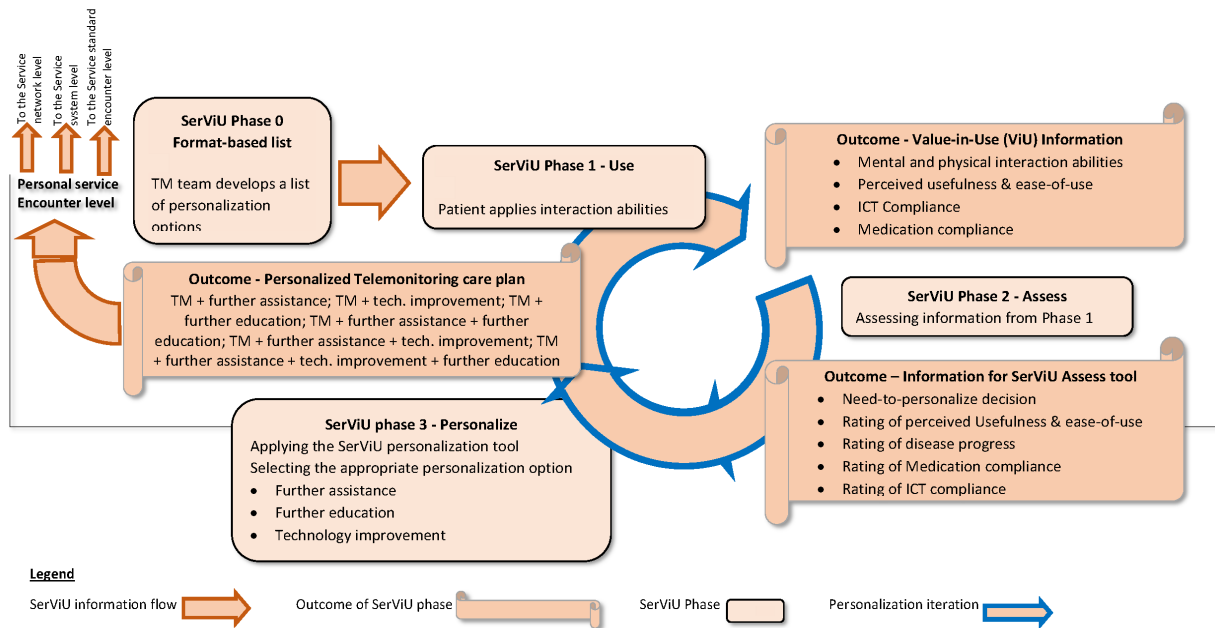 To the Service
network level
To the Service
system level
To the Service standard
encounter level
Personal service
Encounter level
SerViU Phase 0
Format-based list
TM team develops a list
of personalization
options
SerViU Phase 1 - Use
Patient applies interaction abilities
Outcome - Value-in-Use (ViU) Information
● Mental and physical interaction abilities
● Perceived usefulness & ease-of-use
● ICT Compliance
● Medication compliance
SerViU Phase 2 - Assess
Assessing information from Phase 1
Outcome – Information for SerViU Assess tool
● Need-to-personalize decision
● Rating of perceived Usefulness & ease-of-use
● Rating of disease progress
● Rating of Medication compliance
● Rating of ICT compliance
Outcome - Personalized Telemonitoring care plan
TM + further assistance; TM + tech. improvement; TM +
further education; TM + further assistance + further
education; TM + further assistance + tech. improvement; TM
+ further assistance + tech. improvement + further education
SerViU phase 3 - Personalize
Applying the SerViU personalization tool
Selecting the appropriate personalization option
● Further assistance
● Further education
● Technology improvement
Legend
SerViU information flow
Outcome of SerViU phase
SerViU Phase
Personalization iteration